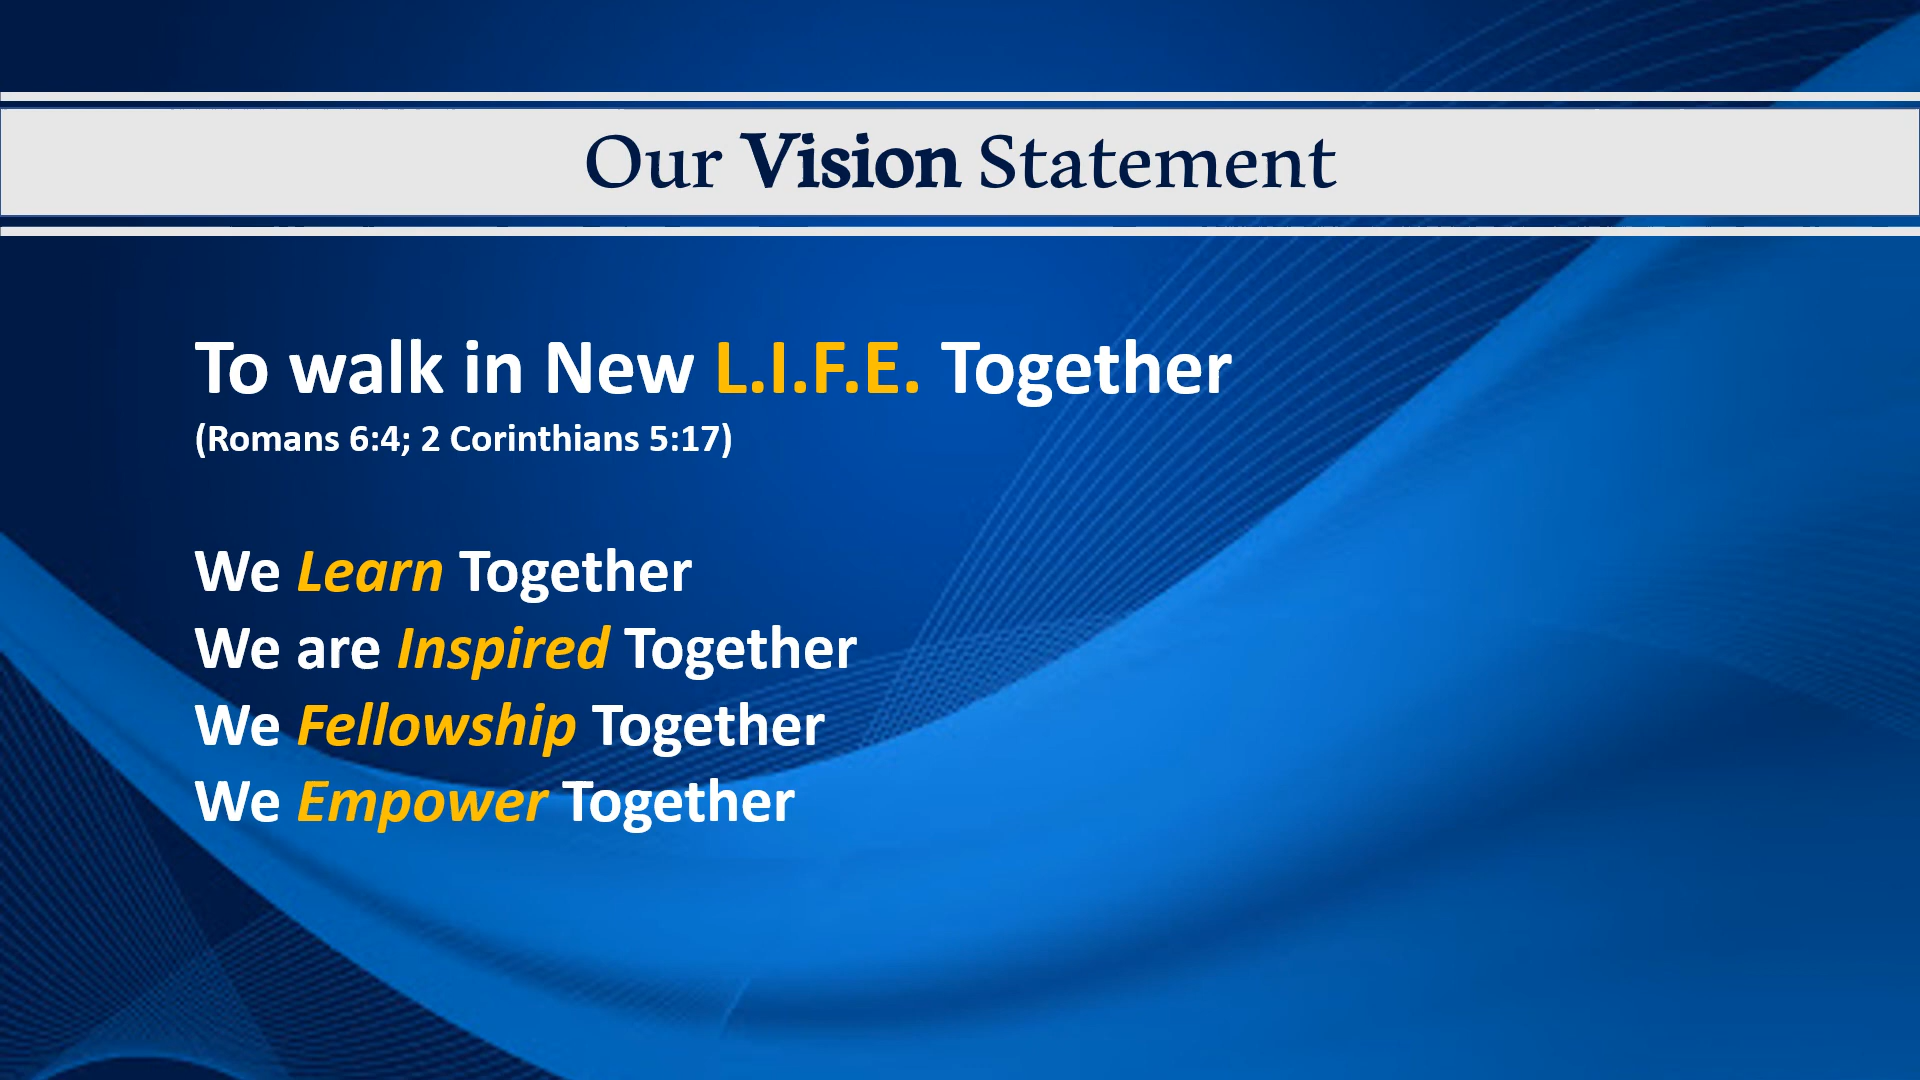 Our Vision Statement
To walk in New L.I.F.E. Together
(Romans 6:4; 2 Corinthians 5:17)
We Learn Together
We are Inspired Together
We Fellowship Together
We Empower Together